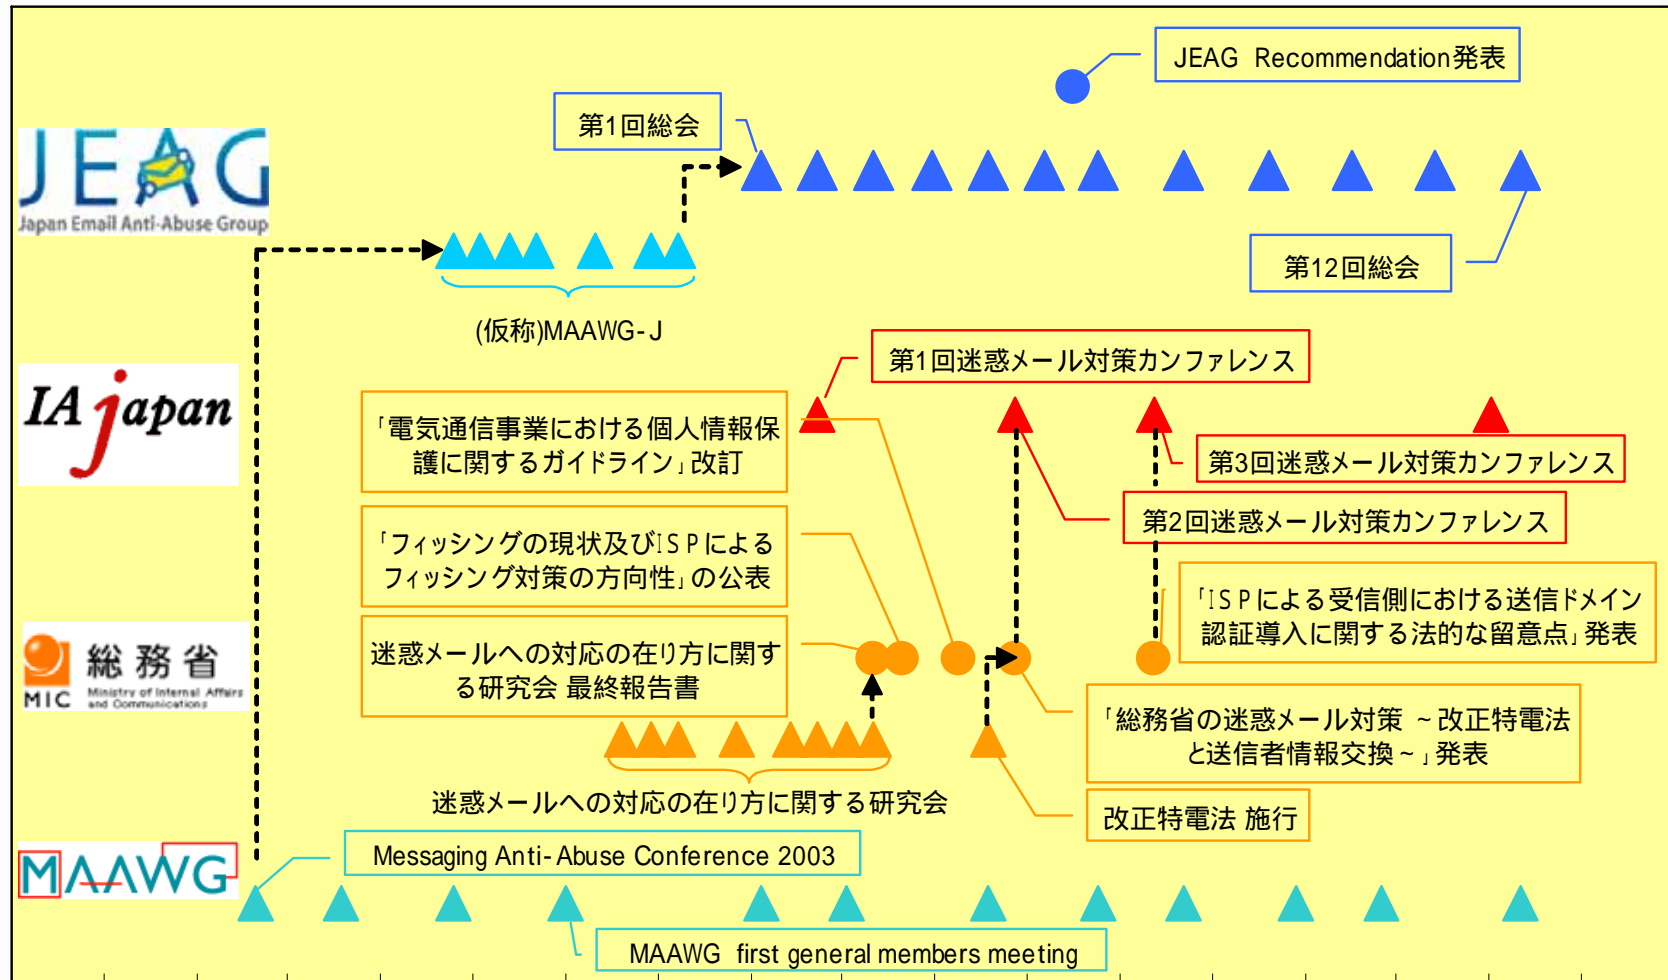 JEAG Recommendation発表
第1回総会
JEAG
Japan Email Anti-Abuse Group
第12回総会
(仮称)MAAWG-J
第1回迷惑メール対策カンファレンス
IAjapan
「電気通信事業における個人情報保
護に関するガイドライン」改訂
第3回迷惑メール対策カンファレンス
第2回迷惑メール対策カンファレンス
「フィッシングの現状及びISPによる
フィッシング対策の方向性」の公表
「ISPによる受信側における送信ドメイン
認証導入に関する法的な留意点」発表
総務省
MIC
Ministry of Internal Affairs
and Communications
迷惑メールへの対応の在り方に関す
る研究会 最終報告書
「総務省の迷惑メール対策 ~改正特電法
と送信者情報交換~」発表
迷惑メールへの対応の在り方に関する研究会
改正特電法 施行
MAAWG
Messaging Anti-Abuse Conference 2003
MAAWG first general members meeting